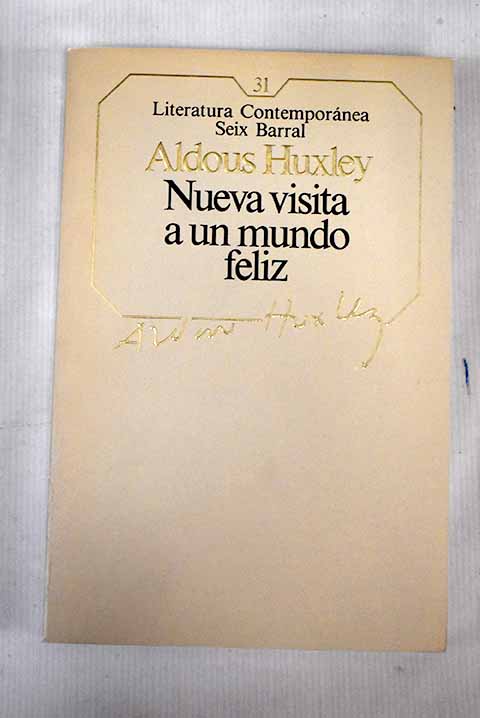 31
Literatura Contemporánea
Seix Barral
Aldous Huxley
Nueva visita
a un mundo
feliz
Aldous Huxley